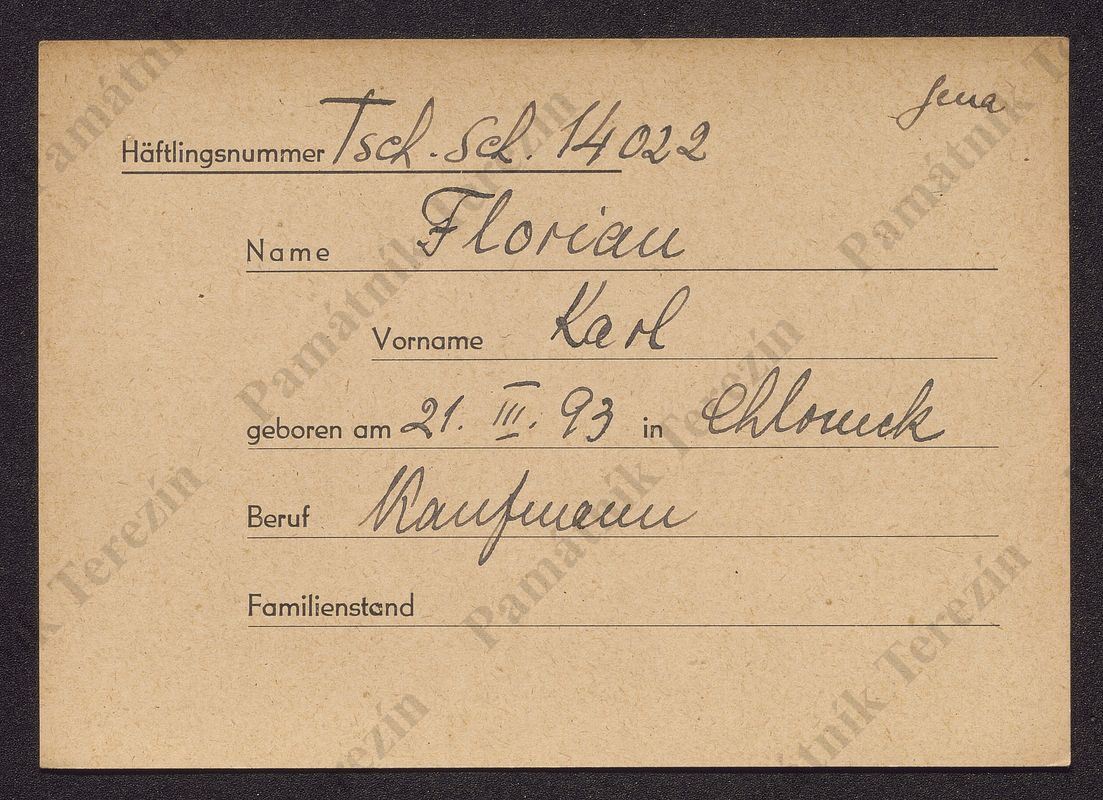 Jena
Häftlingsnummer Tsch. Sch. 14022
Name Florian
Vorname Karl
geboren am 21. III. 93 in Chlomek
Beruf Kaufmann
Familienstand
Památník Terezín